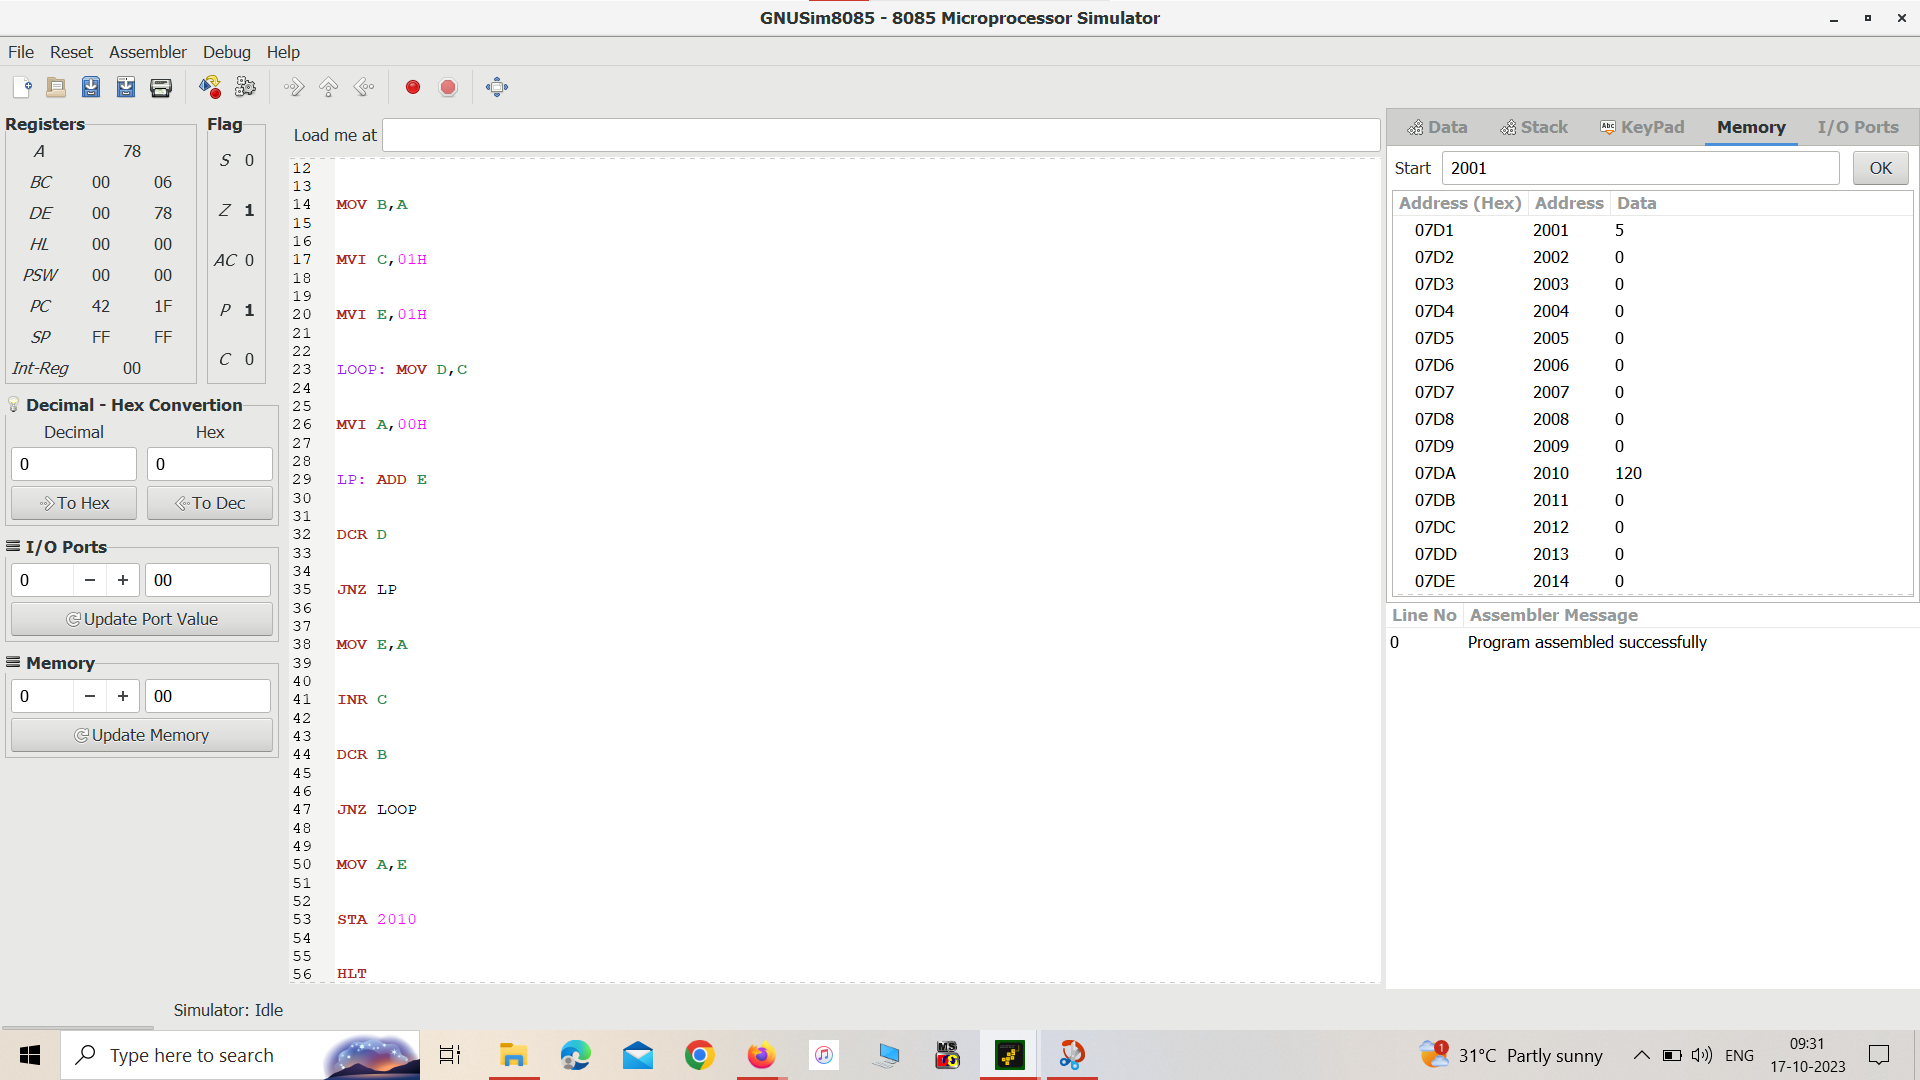 GNUSim8085 - 8085 Microprocessor Simulator
File Reset Assembler Debug Help
Registers
A 78
BC 00 06
DE 00 78
HL 00 00
PSW 00 00
PC 42 1F
SP FF FF
Int-Reg 00
Flag
S 0
Z 1
AC 0
P 1
C 0
Decimal - Hex Convertion
Decimal Hex
0 0
To Hex To Dec
I/O Ports
0 − + 00
Update Port Value
Memory
0 − + 00
Update Memory
Load me at
12
13
14 MOV B,A
15
16
17 MVI C,01H
18
19
20 MVI E,01H
21
22
23 LOOP: MOV D,C
24
25
26 MVI A,00H
27
28
29 LP: ADD E
30
31
32 DCR D
33
34
35 JNZ LP
36
37
38 MOV E,A
39
40
41 INR C
42
43
44 DCR B
45
46
47 JNZ LOOP
48
49
50 MOV A,E
51
52
53 STA 2010
54
55
56 HLT
Data Stack Abc KeyPad Memory I/O Ports
Start 2001 OK
Address (Hex) Address Data
07D1 2001 5
07D2 2002 0
07D3 2003 0
07D4 2004 0
07D5 2005 0
07D6 2006 0
07D7 2007 0
07D8 2008 0
07D9 2009 0
07DA 2010 120
07DB 2011 0
07DC 2012 0
07DD 2013 0
07DE 2014 0
Line No Assembler Message
0 Program assembled successfully
Simulator: Idle
Type here to search
1 31°C Partly sunny ENG
09:31
17-10-2023